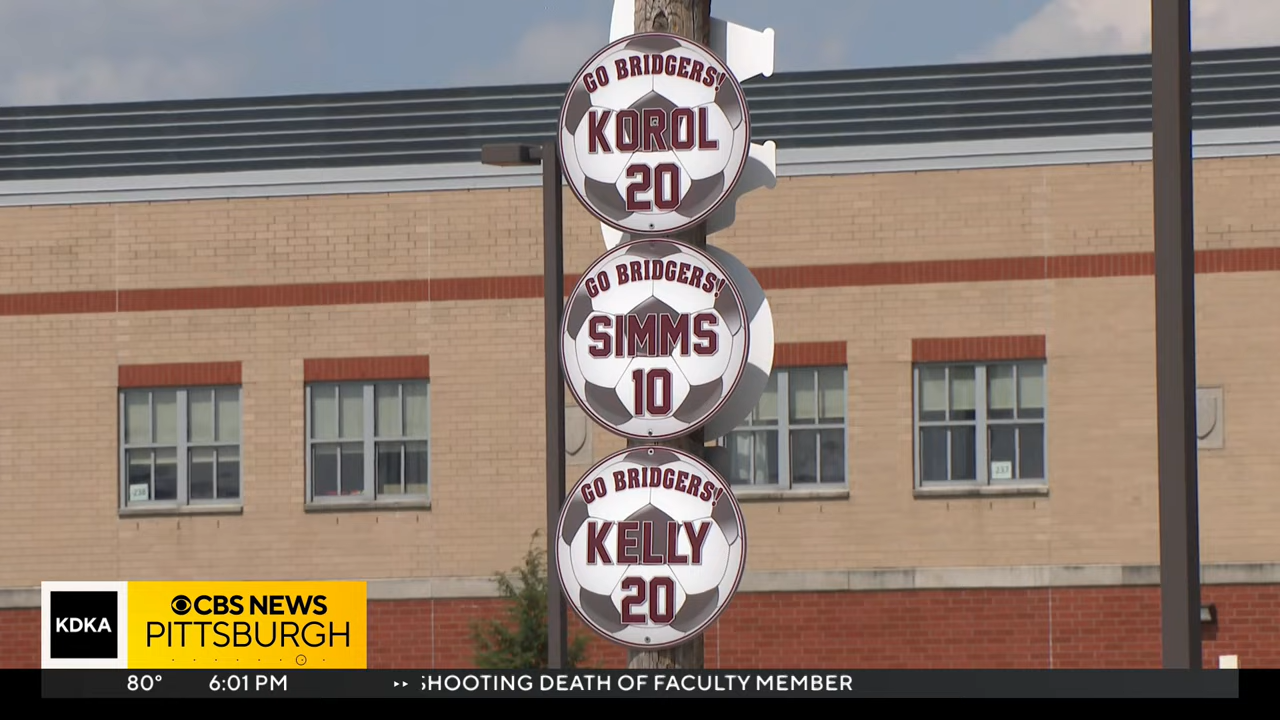 GO BRIDGERS!
KOROL
20
GO BRIDGERS!
SIMMS
10
GO BRIDGERS!
KELLY
20
237
KDKA
CBS NEWS
PITTSBURGH
80° 6:01 PM SHOOTING DEATH OF FACULTY MEMBER